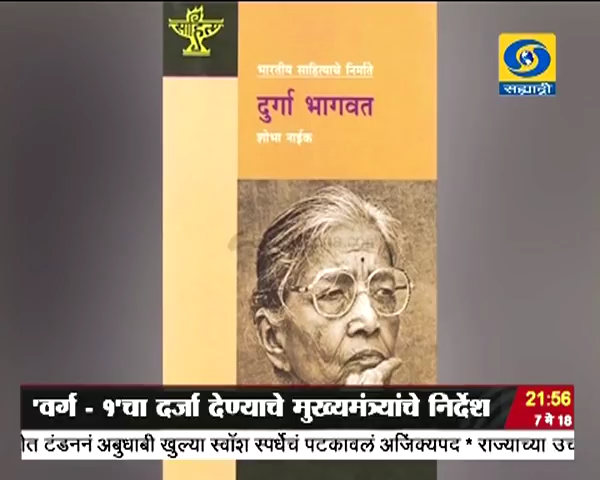 साहित्य
भारतीय साहित्याचे निर्माते
दुर्गा भागवत
शोभा नाईक
सह्याद्री
'वर्ग - १'चा दर्जा देण्याचे मुख्यमंत्र्यांचे निर्देश
21:56
7 मे 18
टंडननं अबुधाबी खुल्या स्वॉश स्पर्धेचं पटकावलं अजिंक्यपद * राज्याच्या